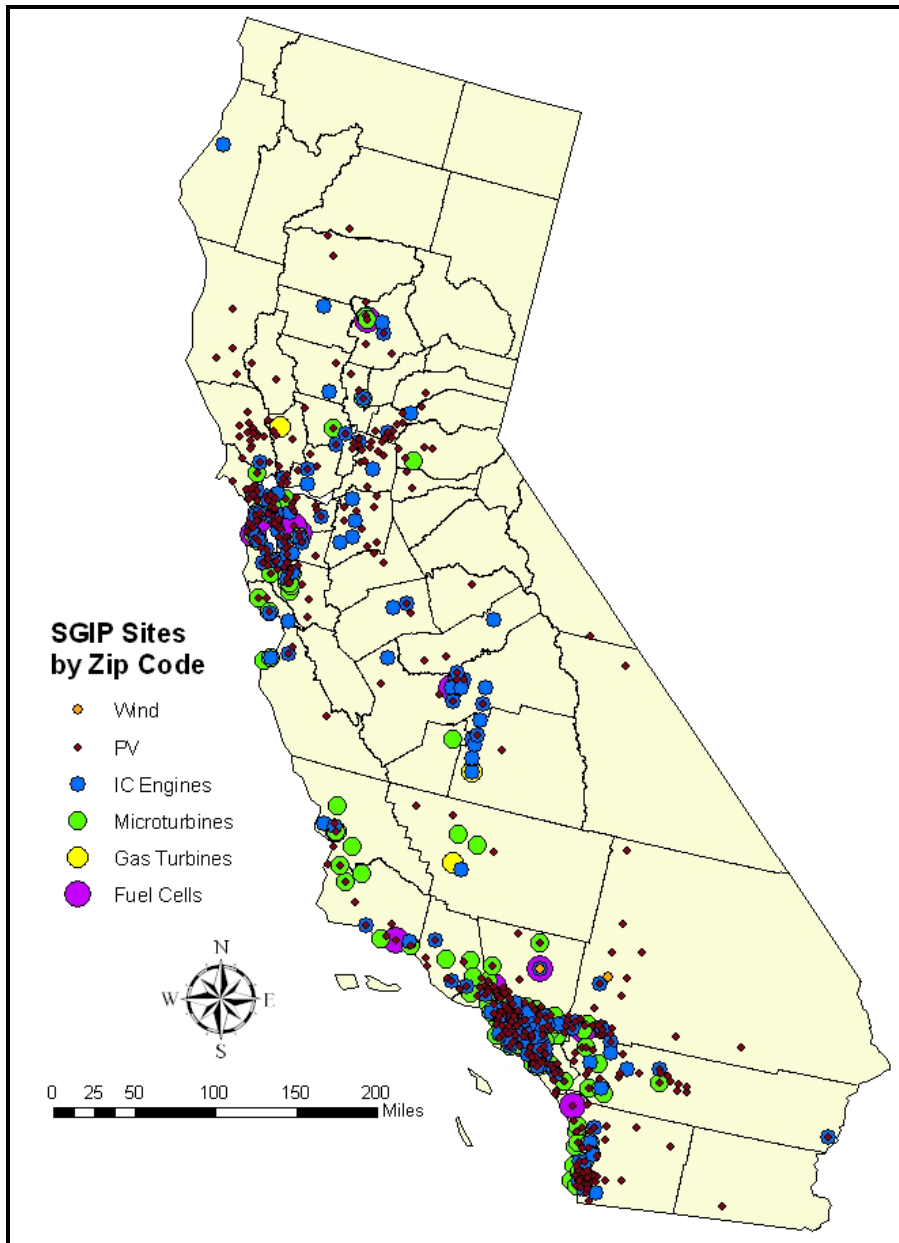 SGIP Sites
by Zip Code
Wind
PV
IC Engines
Microturbines
Gas Turbines
Fuel Cells
N
W E
S
0 25 50 100 150 200
Miles